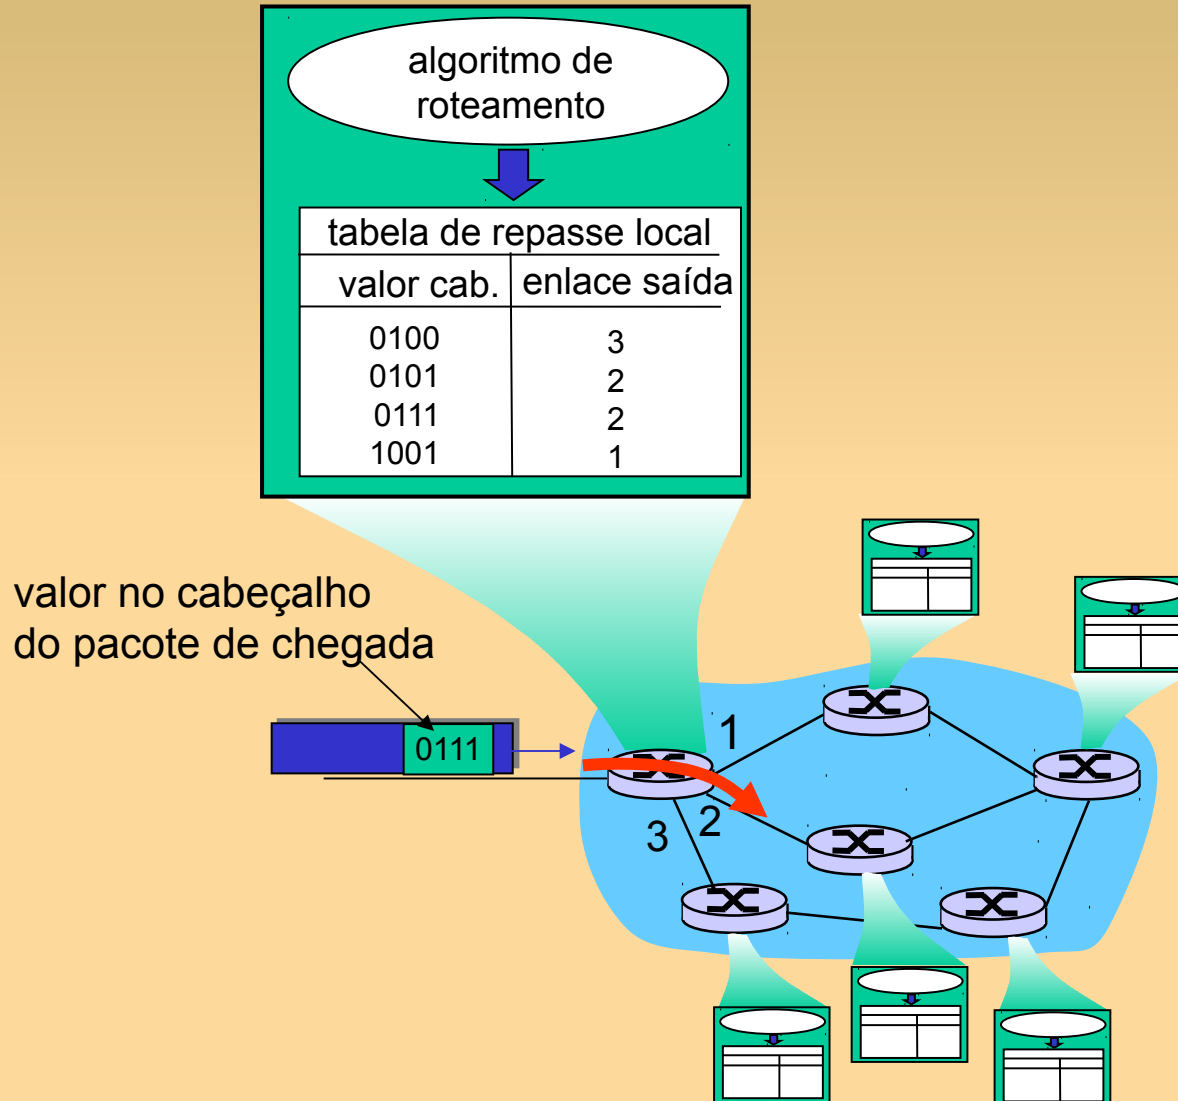 algoritmo de
roteamento
tabela de repasse local
valor cab. enlace saída
0100 3
0101 2
0111 2
1001 1
valor no cabeçalho
do pacote de chegada
0111
1
2
3